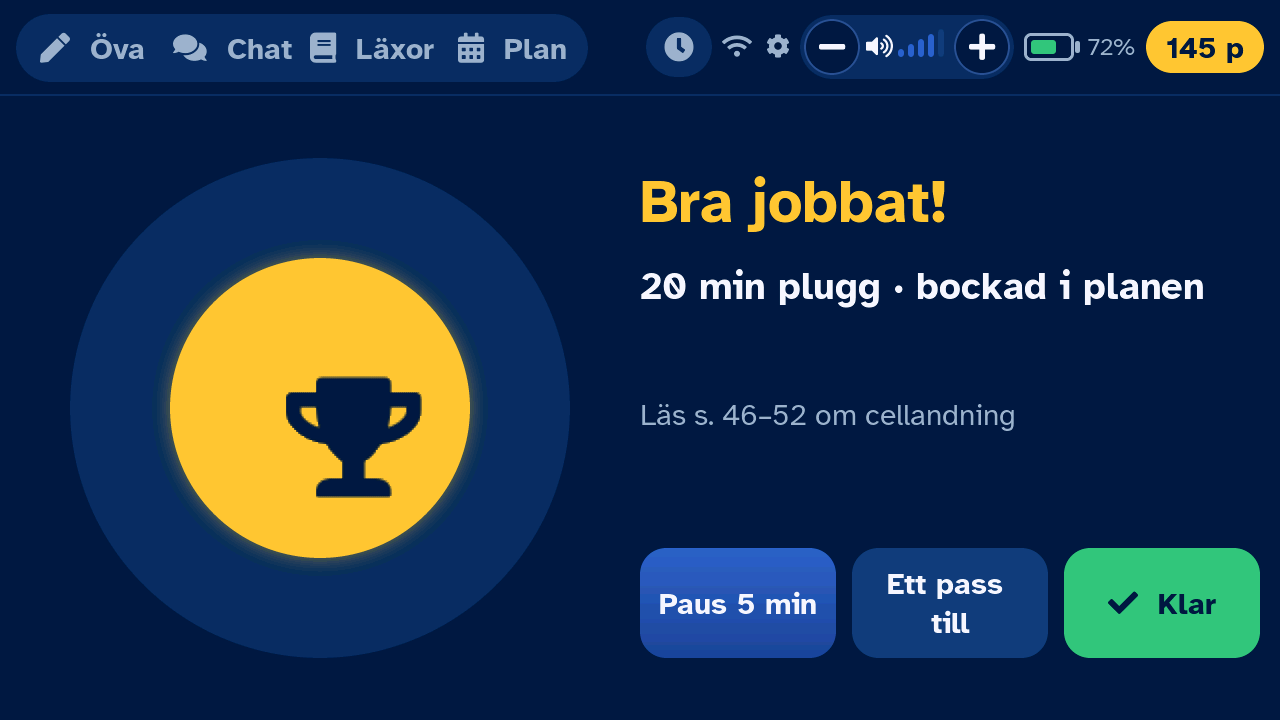 Öva Chat Läxor Plan 72% 145 p
Bra jobbat!
20 min plugg · bockad i planen
Läs s. 46–52 om cellandning
Paus 5 min
Ett pass
till
Klar